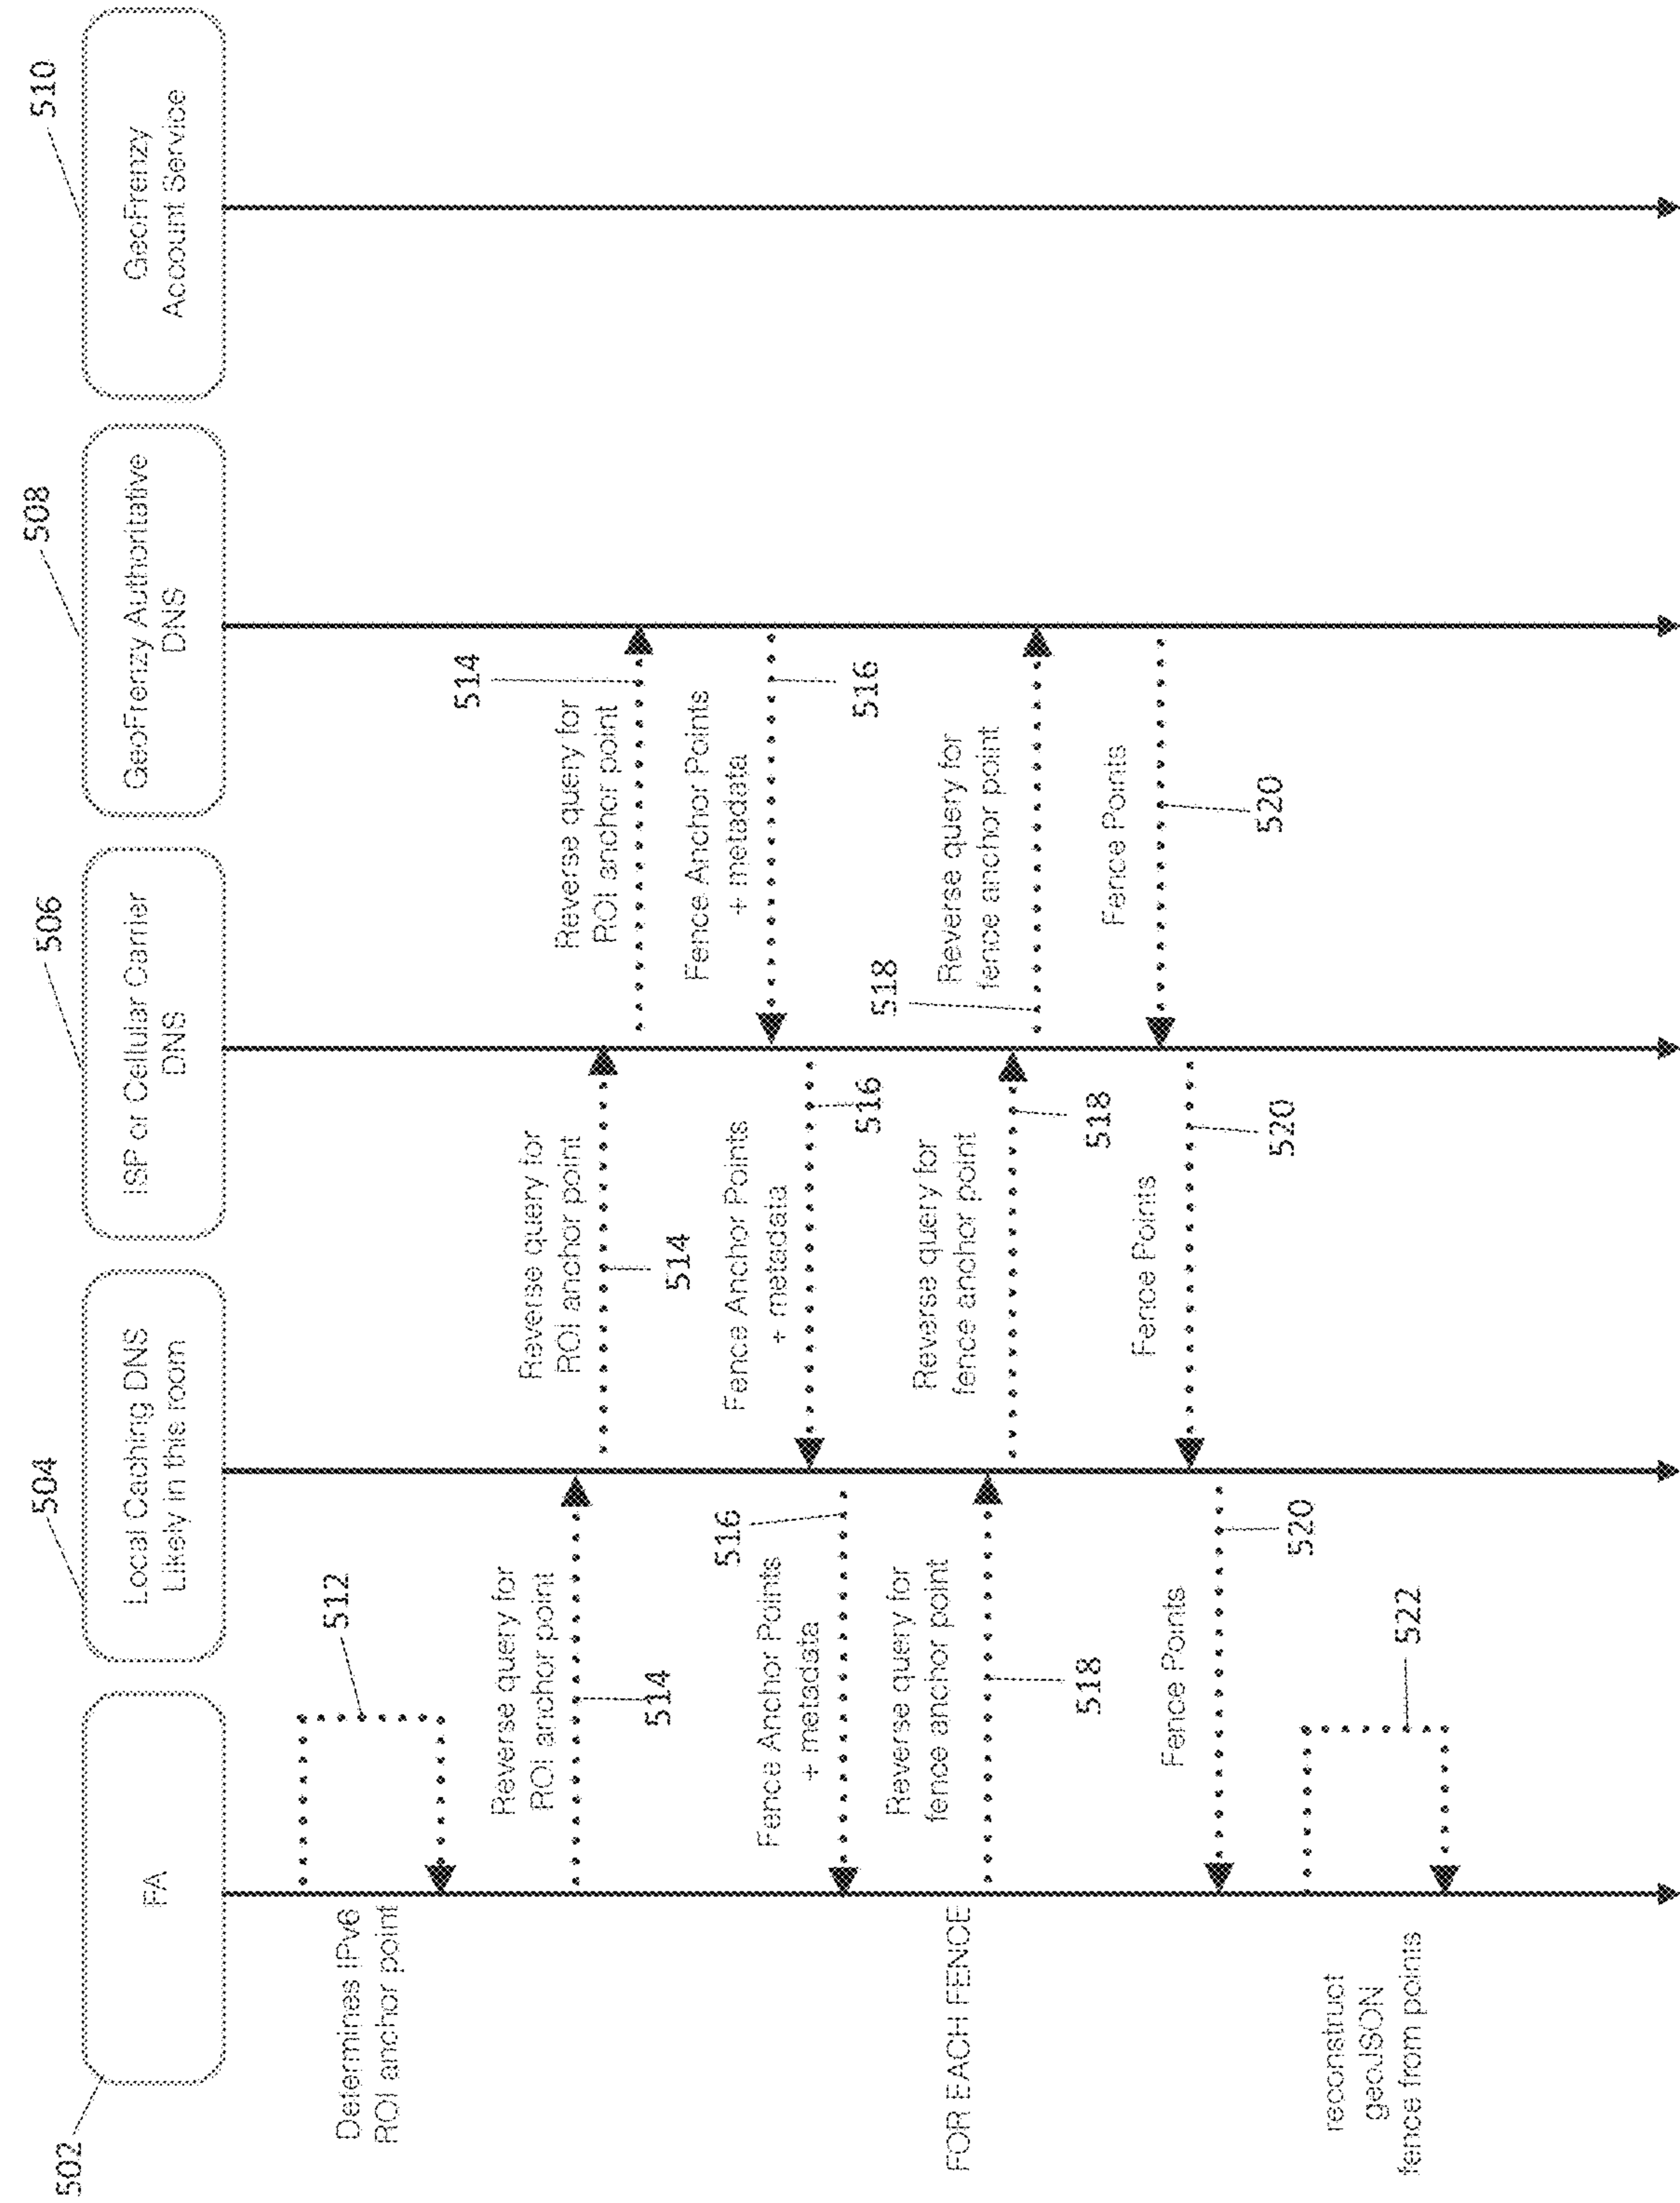 502
504
506
508
510
FA
Local Caching DNS
Likely in this room
ISP or Cellular Carrier
DNS
GeoFrenzy Authoritative
DNS
GeoFrenzy
Account Service
Determines IPv6
ROI anchor point
512
Reverse query for
ROI anchor point
514
Reverse query for
ROI anchor point
514
Reverse query for
ROI anchor point
514
Fence Anchor Points
+ metadata
516
Fence Anchor Points
+ metadata
516
Fence Anchor Points
+ metadata
516
FOR EACH FENCE
Reverse query for
fence anchor point
518
Reverse query for
fence anchor point
518
Reverse query for
fence anchor point
518
Fence Points
520
Fence Points
520
Fence Points
520
reconstruct
geoJSON
fence from points
522